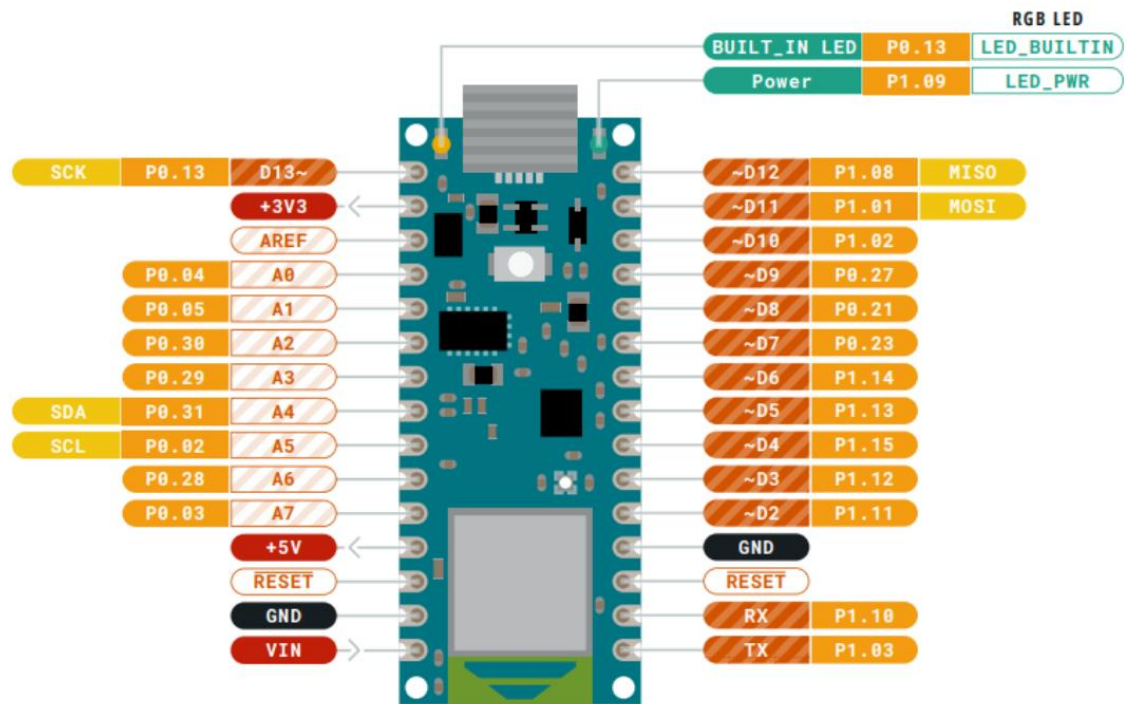 RGB LED
BUILT_IN LED P0.13 LED_BUILTIN
Power P1.09 LED_PWR
SCK P0.13 D13~
+3V3
AREF
P0.04 A0
P0.05 A1
P0.30 A2
P0.29 A3
SDA P0.31 A4
SCL P0.02 A5
P0.28 A6
P0.03 A7
+5V
RESET
GND
VIN
~D12 P1.08 MISO
~D11 P1.01 MOSI
~D10 P1.02
~D9 P0.27
~D8 P0.21
~D7 P0.23
~D6 P1.14
~D5 P1.13
~D4 P1.15
~D3 P1.12
~D2 P1.11
GND
RESET
RX P1.10
TX P1.03